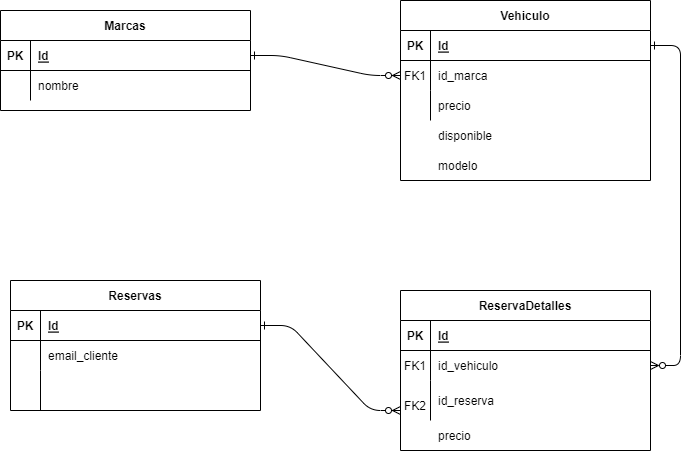 Marcas
PK Id
nombre
Vehiculo
PK Id
FK1 id_marca
precio
disponible
modelo
Reservas
PK Id
email_cliente
ReservaDetalles
PK Id
FK1 id_vehiculo
FK2 id_reserva
precio